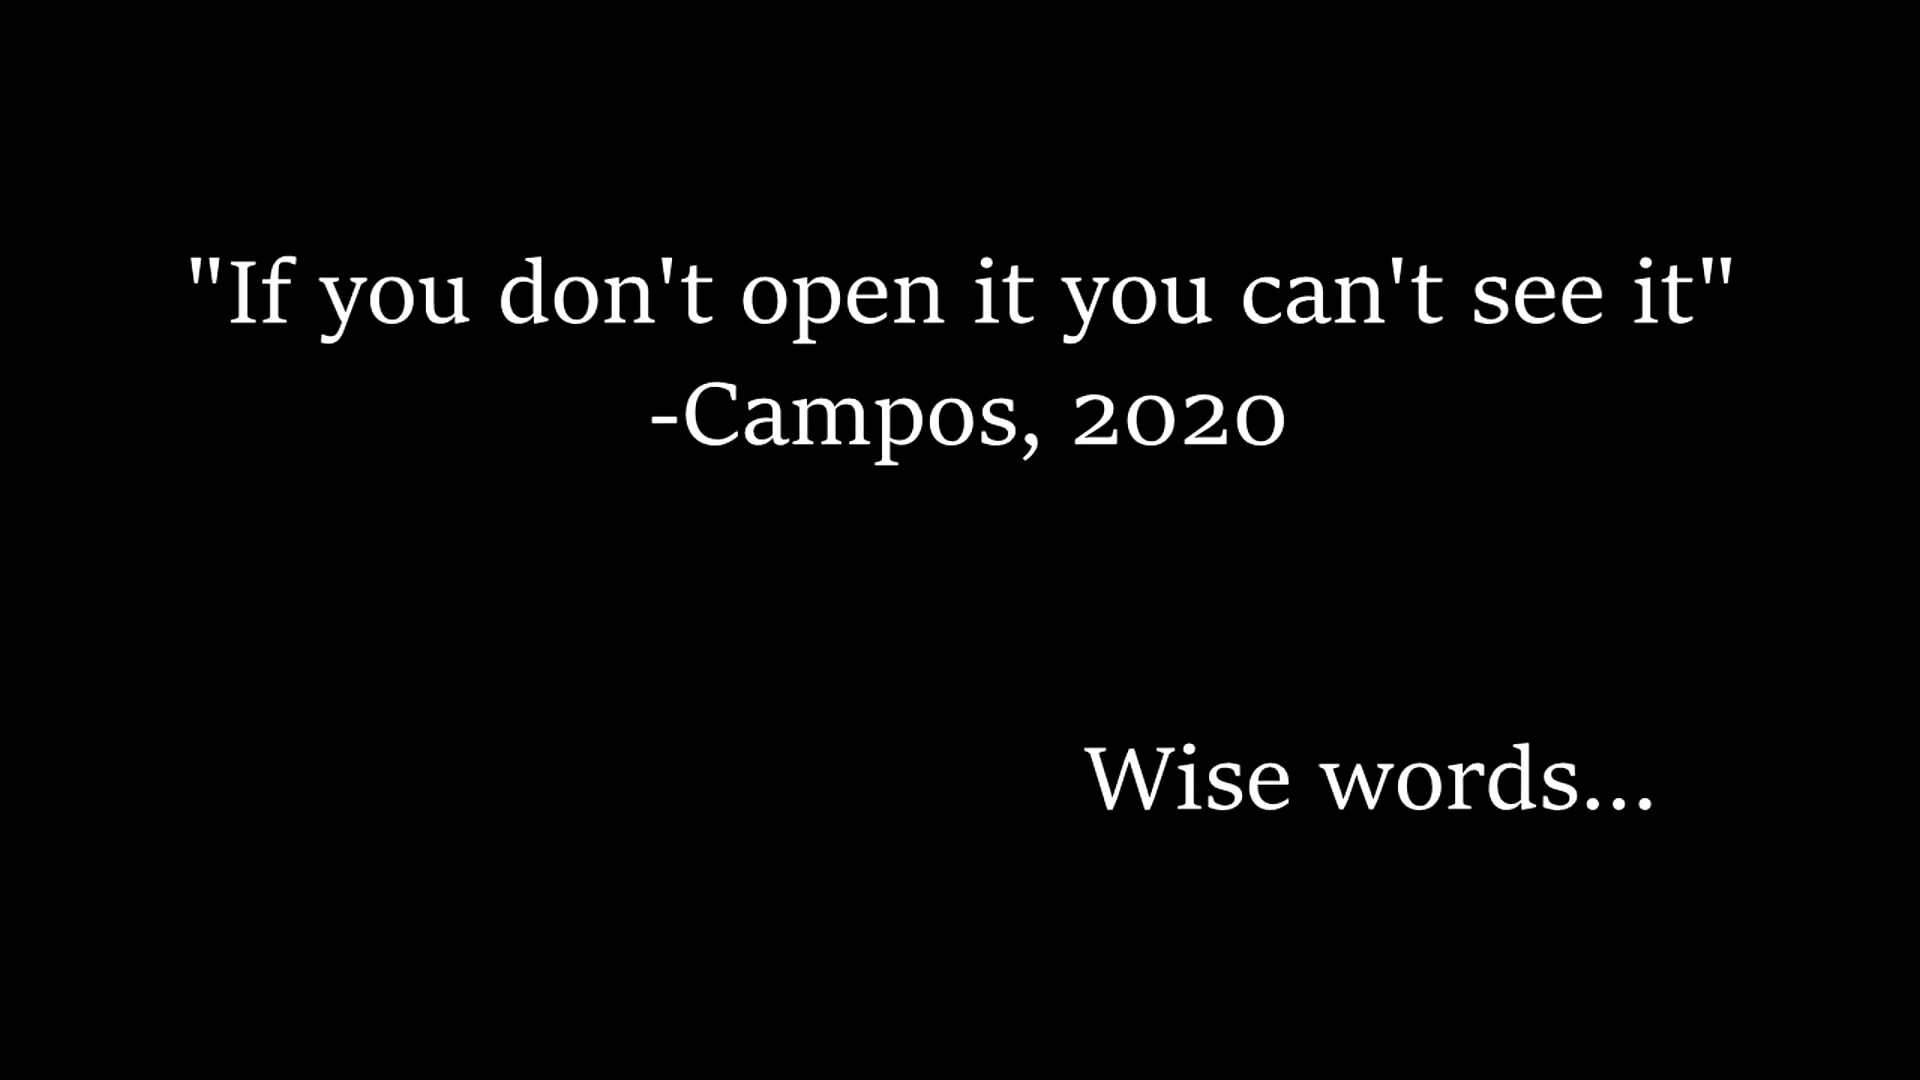 "If you don't open it you can't see it"
-Campos, 2020
Wise words...